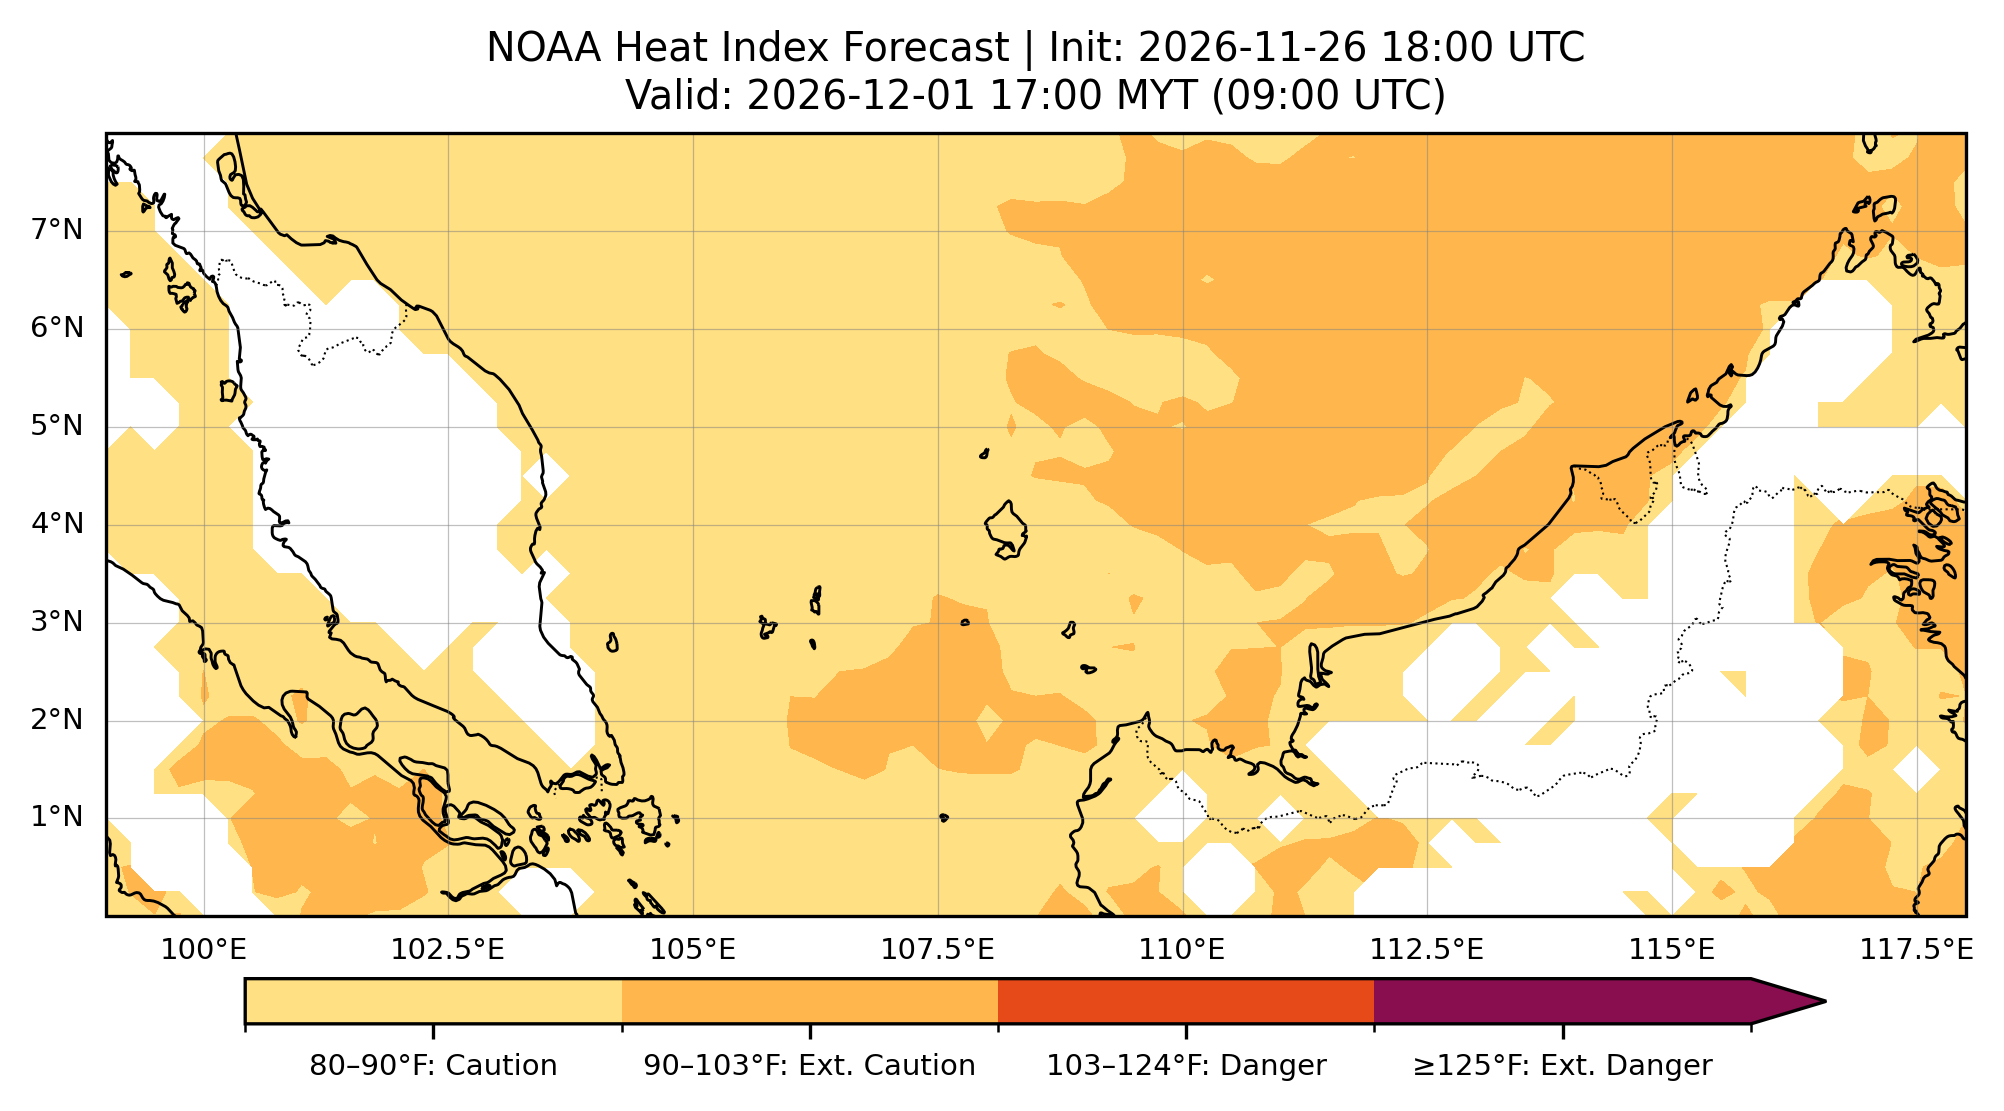 NOAA Heat Index Forecast | Init: 2026-11-26 18:00 UTC
Valid: 2026-12-01 17:00 MYT (09:00 UTC)
7°N
6°N
5°N
4°N
3°N
2°N
1°N
100°E 102.5°E 105°E 107.5°E 110°E 112.5°E 115°E 117.5°E
80–90°F: Caution 90–103°F: Ext. Caution 103–124°F: Danger ≥125°F: Ext. Danger